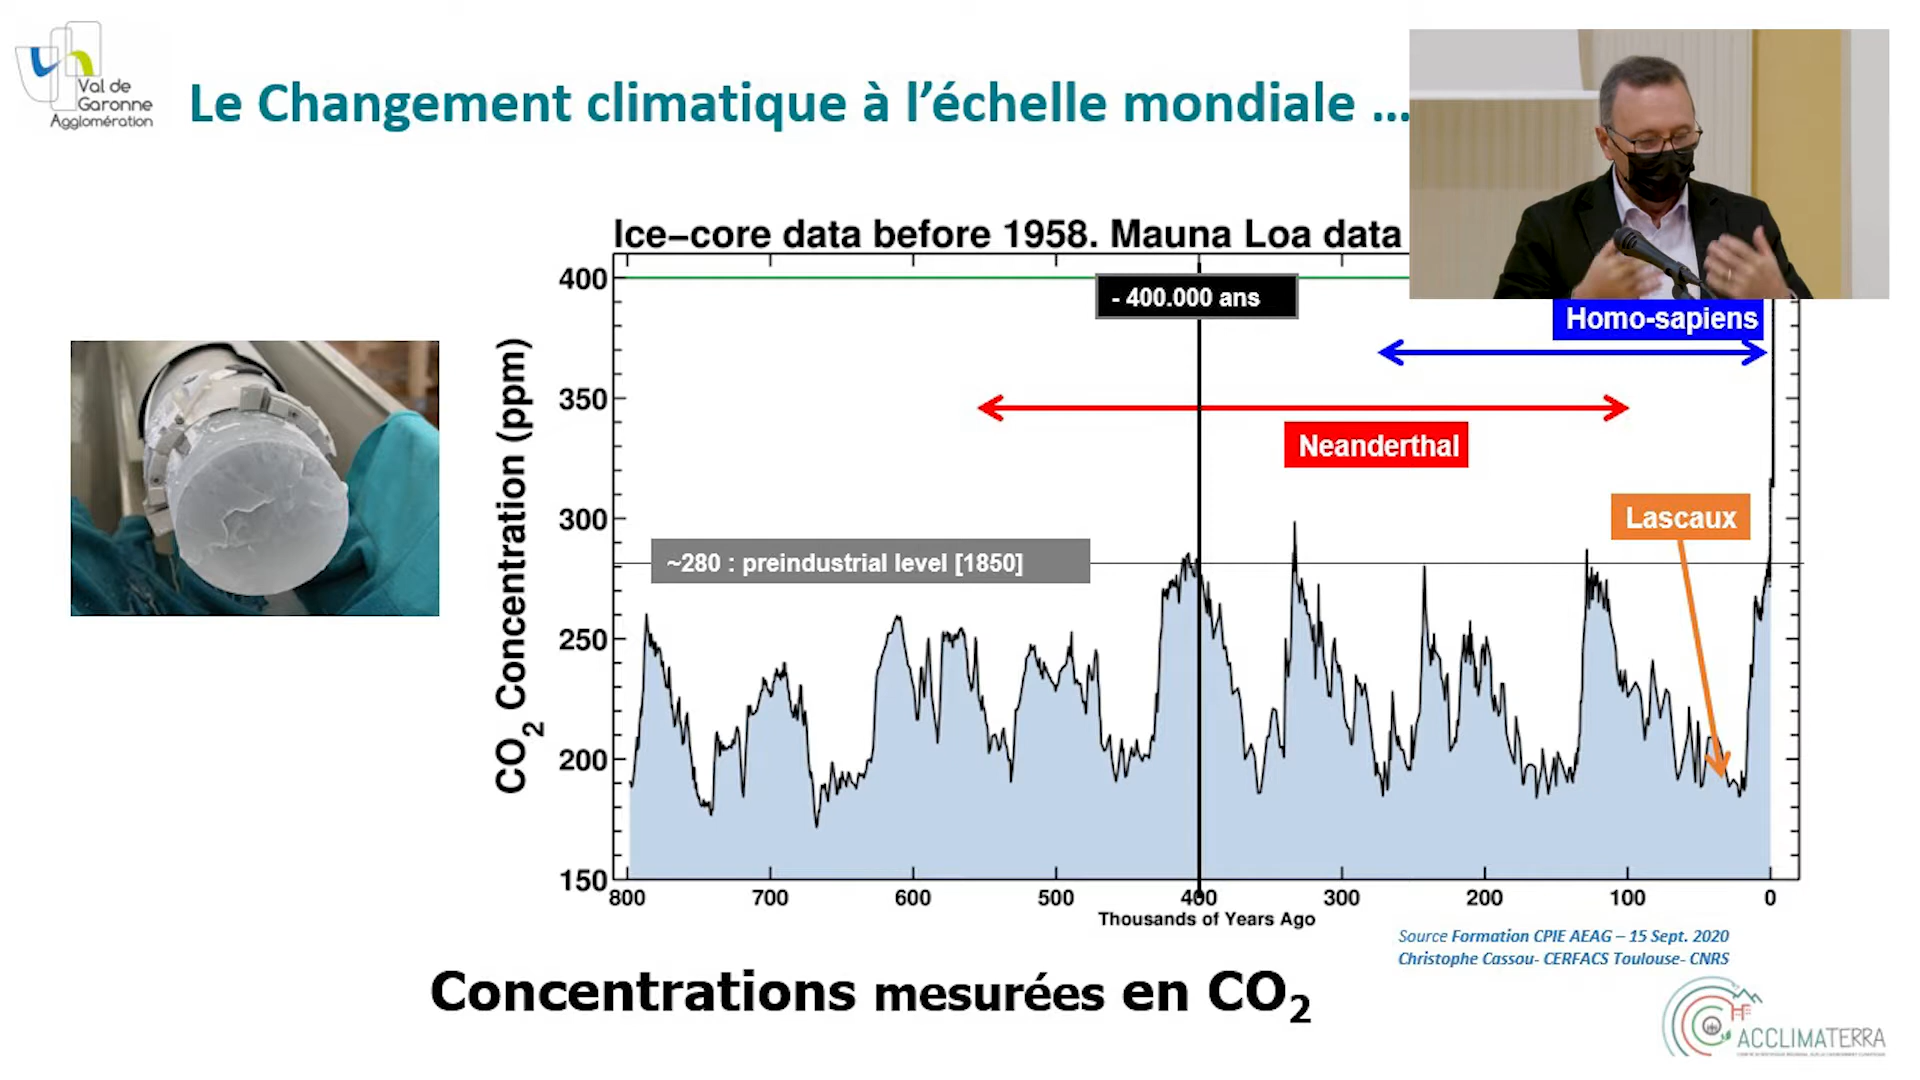 Val de
Garonne
Agglomération
Le Changement climatique à l’échelle mondiale ...
Ice-core data before 1958. Mauna Loa data
CO2 Concentration (ppm)
400
350
300
250
200
150
- 400.000 ans
Homo-sapiens
Neanderthal
Lascaux
~280 : preindustrial level [1850]
800 700 600 500 400 300 200 100 0
Thousands of Years Ago
Source Formation CPIE AEAG – 15 Sept. 2020
Christophe Cassou- CERFACS Toulouse- CNRS
Concentrations mesurées en CO2
ACCLIMATERRA